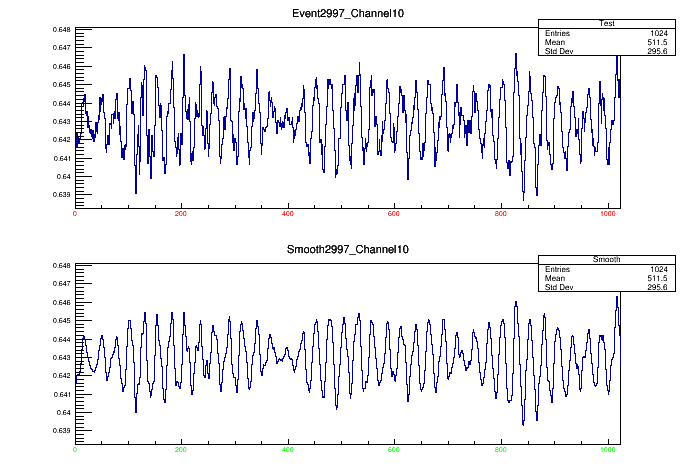 Event2997_Channel10
Test
Entries 1024
Mean 511.5
Std Dev 295.6
0.648
0.647
0.646
0.645
0.644
0.643
0.642
0.641
0.64
0.639
0 200 400 600 800 1000
Smooth2997_Channel10
Smooth
Entries 1024
Mean 511.5
Std Dev 295.6
0.648
0.647
0.646
0.645
0.644
0.643
0.642
0.641
0.64
0.639
0 200 400 600 800 1000